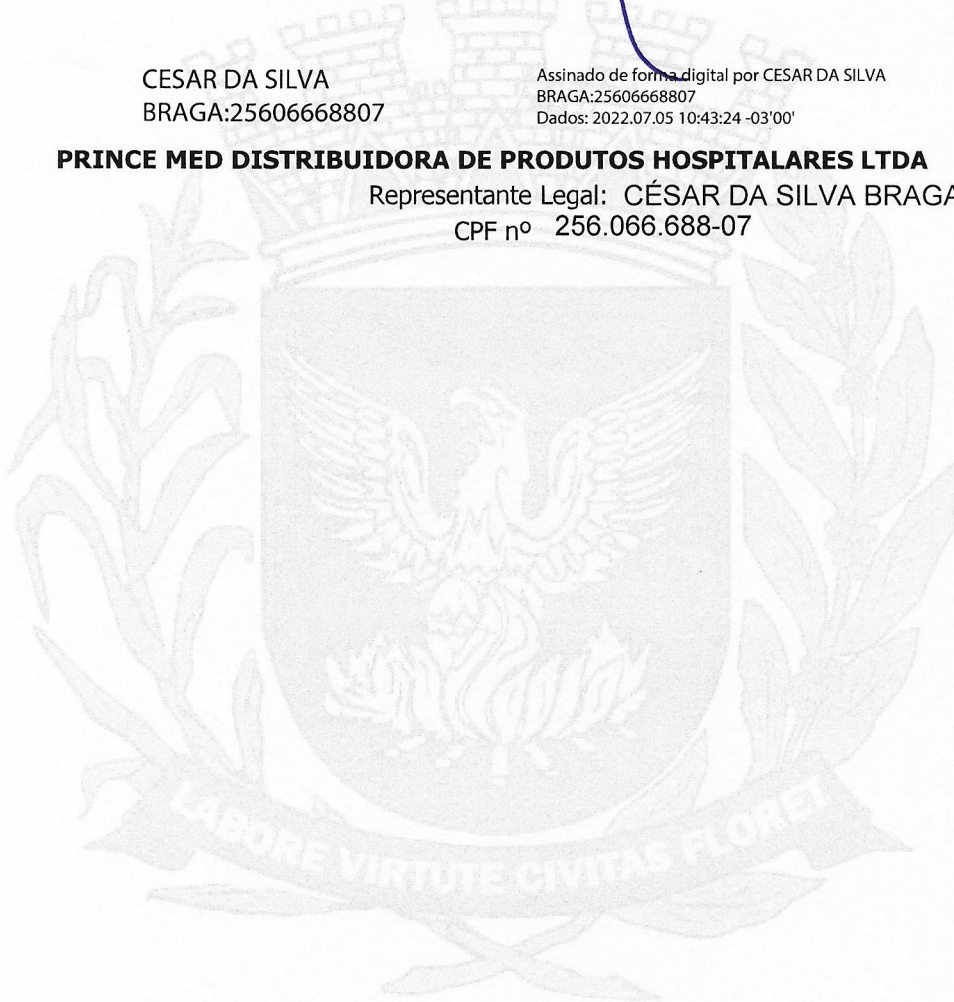 CESAR DA SILVA
BRAGA:25606668807
Assinado de forma digital por CESAR DA SILVA
BRAGA:25606668807
Dados: 2022.07.05 10:43:24 -03'00'
PRINCE MED DISTRIBUIDORA DE PRODUTOS HOSPITALARES LTDA
Representante Legal: CÉSAR DA SILVA BRAGA
CPF nº 256.066.688-07
LABORE VIRTUTE CIVITAS FLORET